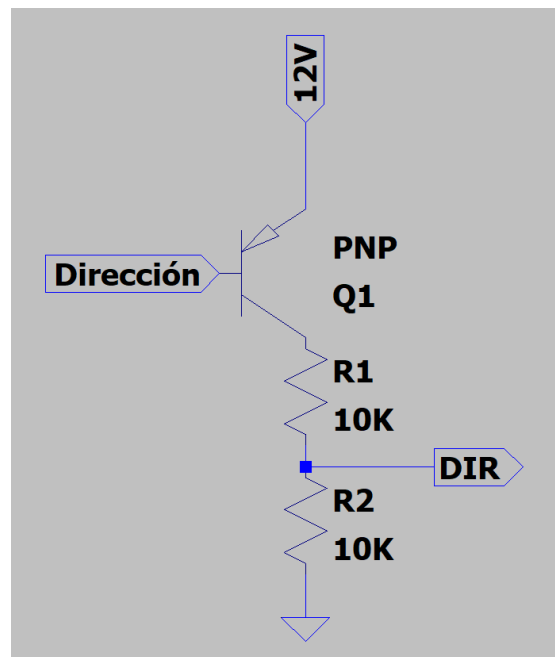 12V
PNP
Dirección
Q1
R1
10K
DIR
R2
10K